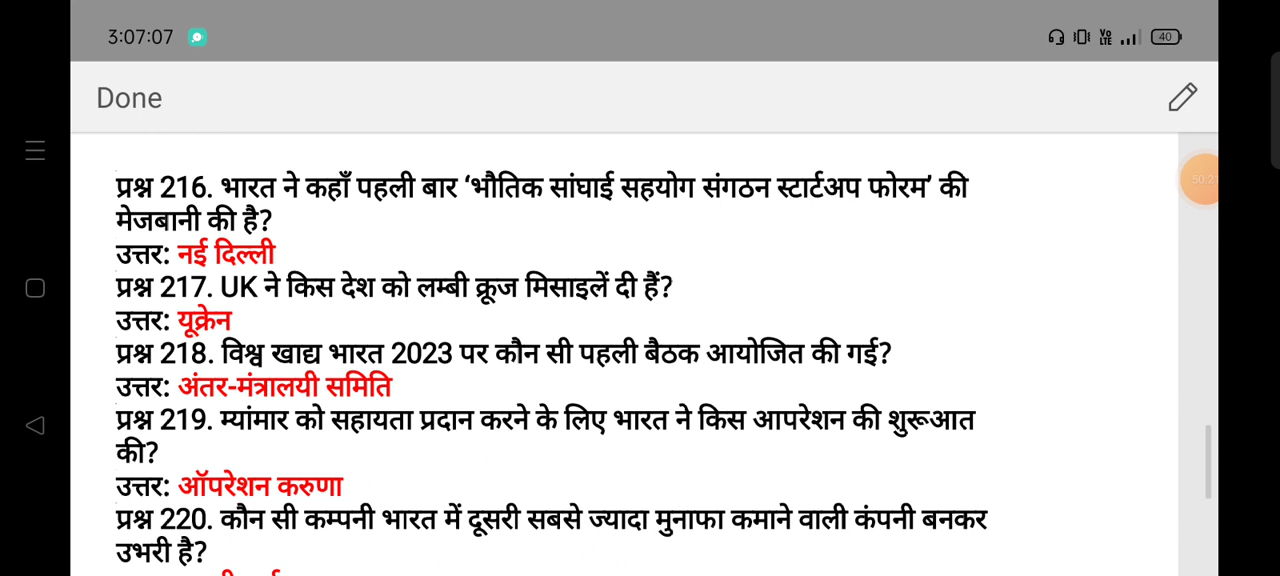 3:07:07
Vo LTE
40
Done
प्रश्न 216. भारत ने कहाँ पहली बार ‘भौतिक सांघाई सहयोग संगठन स्टार्टअप फोरम’ की
मेजबानी की है?
उत्तर: नई दिल्ली
प्रश्न 217. UK ने किस देश को लम्बी क्रूज मिसाइलें दी हैं?
उत्तर: यूक्रेन
प्रश्न 218. विश्व खाद्य भारत 2023 पर कौन सी पहली बैठक आयोजित की गई?
उत्तर: अंतर-मंत्रालयी समिति
प्रश्न 219. म्यांमार को सहायता प्रदान करने के लिए भारत ने किस आपरेशन की शुरूआत
की?
उत्तर: ऑपरेशन करुणा
प्रश्न 220. कौन सी कम्पनी भारत में दूसरी सबसे ज्यादा मुनाफा कमाने वाली कंपनी बनकर
उभरी है?